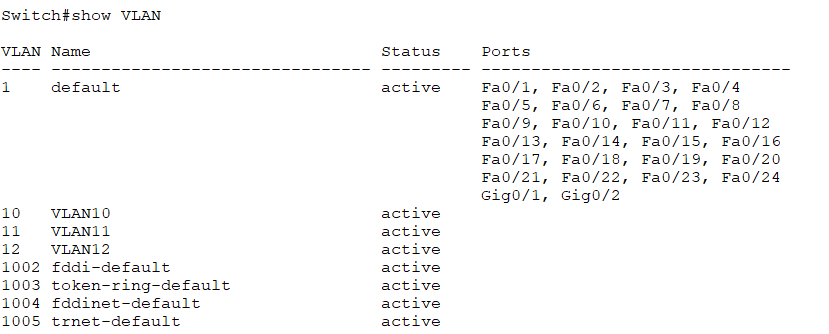 Switch#show VLAN
VLAN Name                             Status    Ports
---- -------------------------------- --------- -------------------------------
1    default                          active    Fa0/1, Fa0/2, Fa0/3, Fa0/4
                                                Fa0/5, Fa0/6, Fa0/7, Fa0/8
                                                Fa0/9, Fa0/10, Fa0/11, Fa0/12
                                                Fa0/13, Fa0/14, Fa0/15, Fa0/16
                                                Fa0/17, Fa0/18, Fa0/19, Fa0/20
                                                Fa0/21, Fa0/22, Fa0/23, Fa0/24
                                                Gig0/1, Gig0/2
10   VLAN10                           active
11   VLAN11                           active
12   VLAN12                           active
1002 fddi-default                     active
1003 token-ring-default               active
1004 fddinet-default                  active
1005 trnet-default                    active